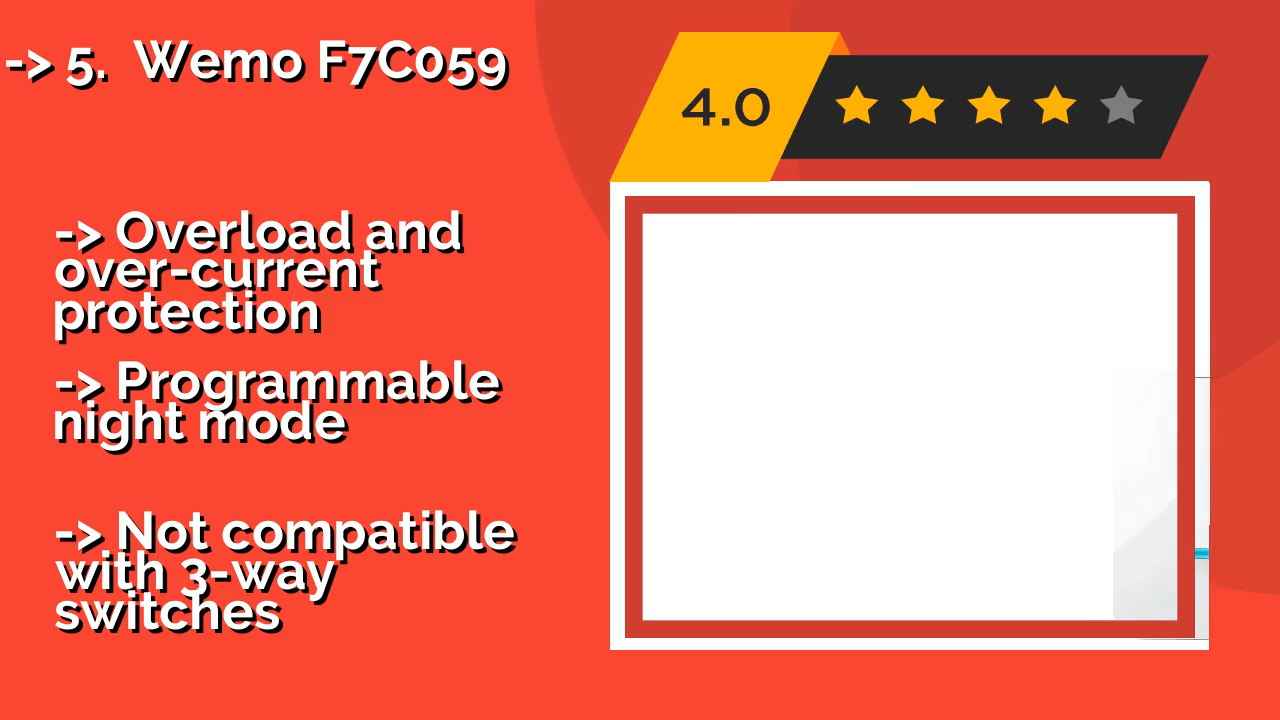 -> 5.  Wemo F7C059
4.0
-> Overload and
over-current
protection
-> Programmable
night mode
-> Not compatible
with 3-way
switches